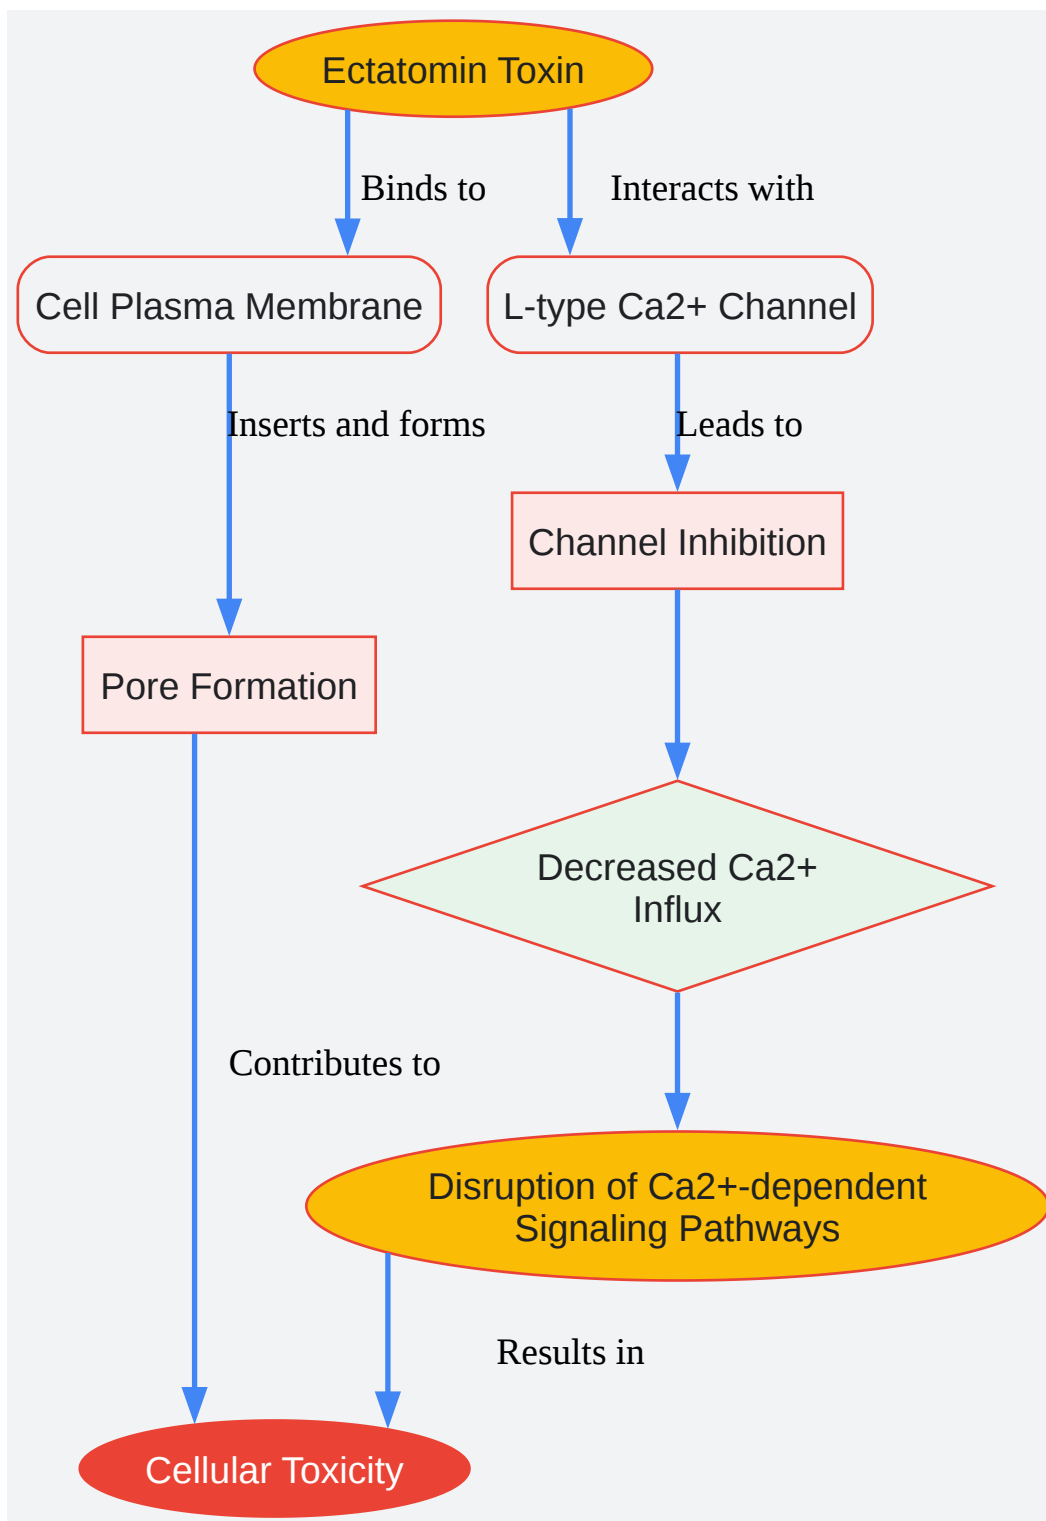 Ectatomin Toxin
Binds to
Interacts with
Cell Plasma Membrane
L-type Ca2+ Channel
Inserts and forms
Leads to
Channel Inhibition
Pore Formation
Decreased Ca2+
Influx
Contributes to
Disruption of Ca2+-dependent
Signaling Pathways
Results in
Cellular Toxicity